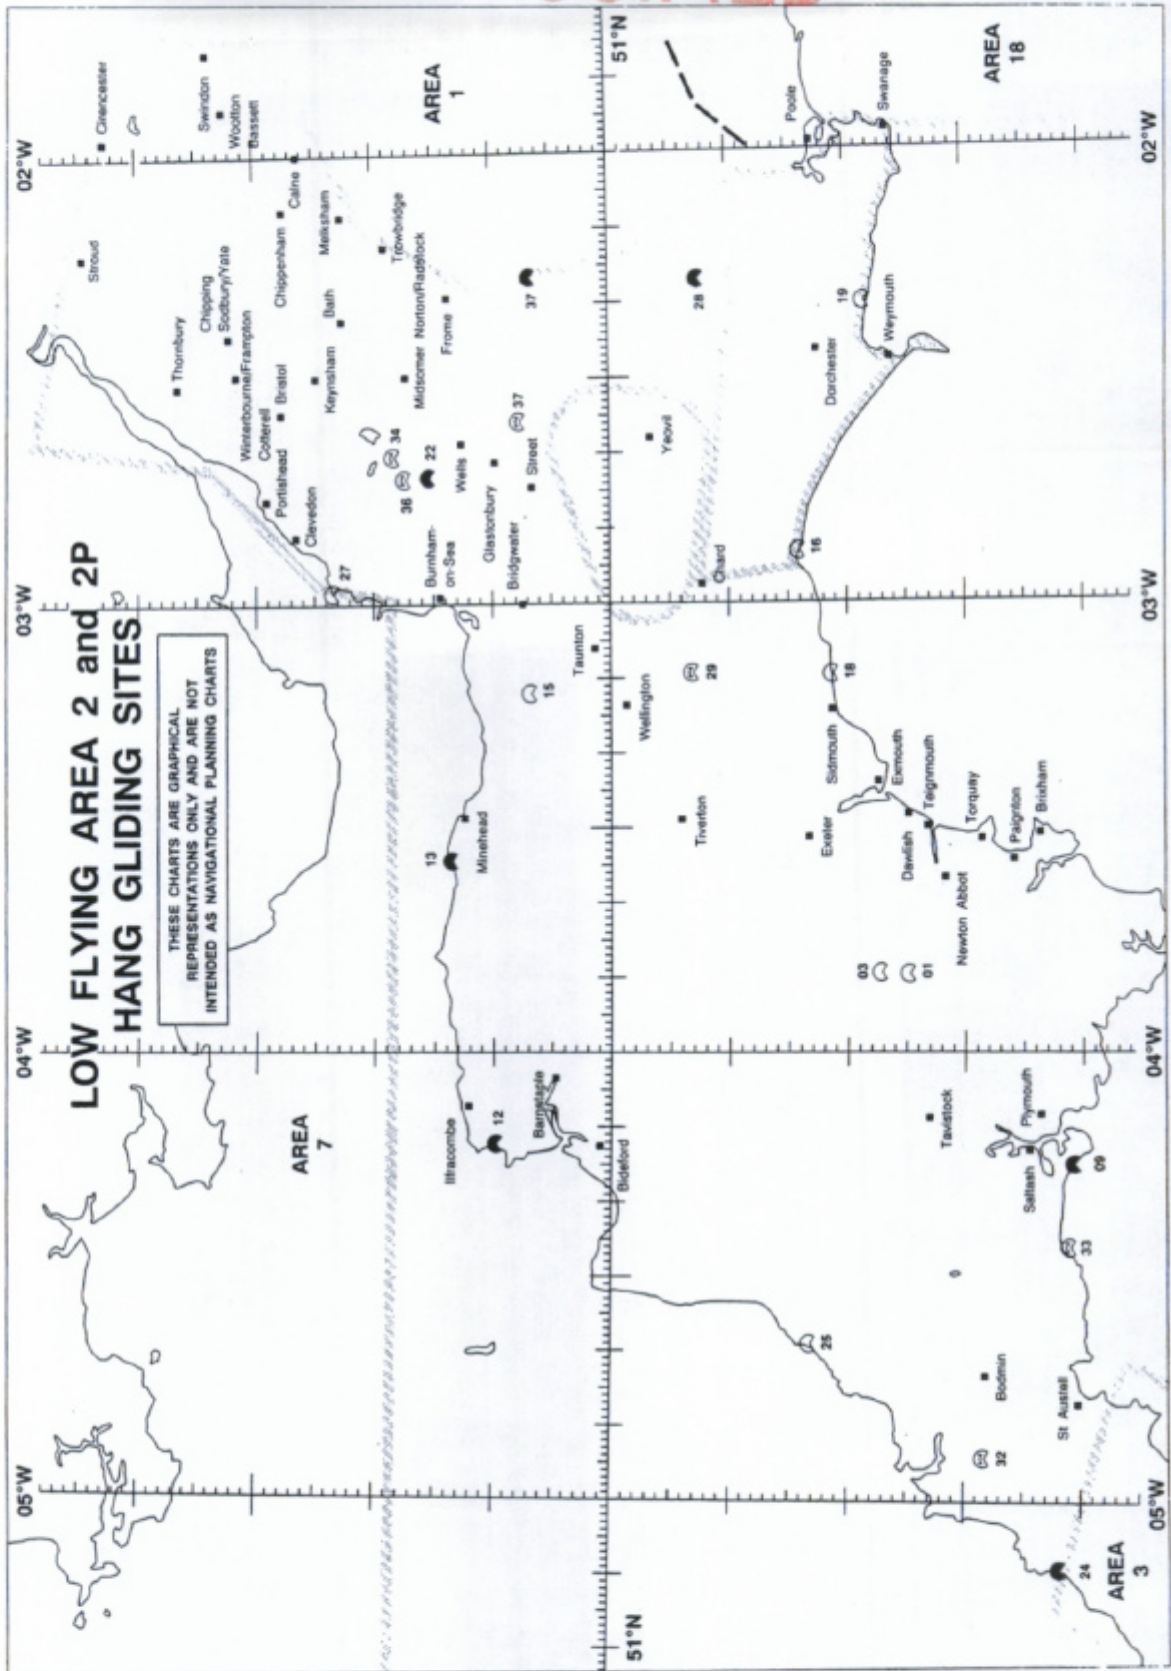 LOW FLYING AREA 2 and 2P
HANG GLIDING SITES
THESE CHARTS ARE GRAPHICAL
REPRESENTATIONS ONLY AND ARE NOT
INTENDED AS NAVIGATIONAL PLANNING CHARTS
05°W
04°W
03°W
02°W
Cirencester
Stroud
Swindon
Wootton
Bassett
Thornbury
Chipping
Sodbury/Yate
Winterbourne/Frampton
Cotterell
Calne
Chippenham
Bristol
Portishead
Clevedon
Melksham
Bath
Keynsham
27
AREA
7
AREA
1
Trowbridge
Midsomer Norton/Radstock
34
36
22
Frome
Burnham-
on-Sea
Wells
13
Minehead
Ilfracombe
12
Glastonbury
Bridgwater
37
Street
37
15
Barnstaple
Taunton
Bideford
51°N
51°N
Wellington
Yeovil
29
28
Chard
Tiverton
Poole
16
Dorchester
19
Exeter
25
18
Sidmouth
Weymouth
Swanage
03
Exmouth
01
Dawlish
Teignmouth
Newton Abbot
Tavistock
Torquay
AREA
18
Bodmin
32
Paignton
Brixham
Saltash
Plymouth
St Austell
33
09
24
AREA
3
05°W
04°W
03°W
02°W